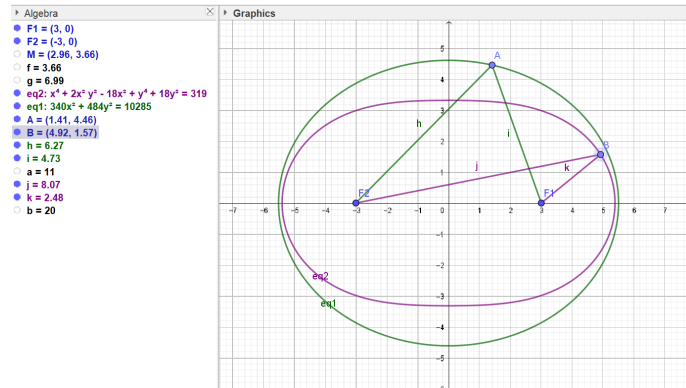 Algebra
Graphics
F1 = (3, 0)
F2 = (-3, 0)
M = (2.96, 3.66)
f = 3.66
g = 6.99
eq2: x⁴ + 2x² y² - 18x² + y⁴ + 18y² = 319
eq1: 340x² + 484y² = 10285
A = (1.41, 4.46)
B = (4.92, 1.57)
h = 6.27
i = 4.73
a = 11
j = 8.07
k = 2.48
b = 20
5
A
4
h
3
i
2
B
j
k
1
F2
F1
-7 -6 -5 -4 -3 -2 -1 0 1 2 3 4 5 6 7
-1
-2
eq2
-3
eq1
-4
-5